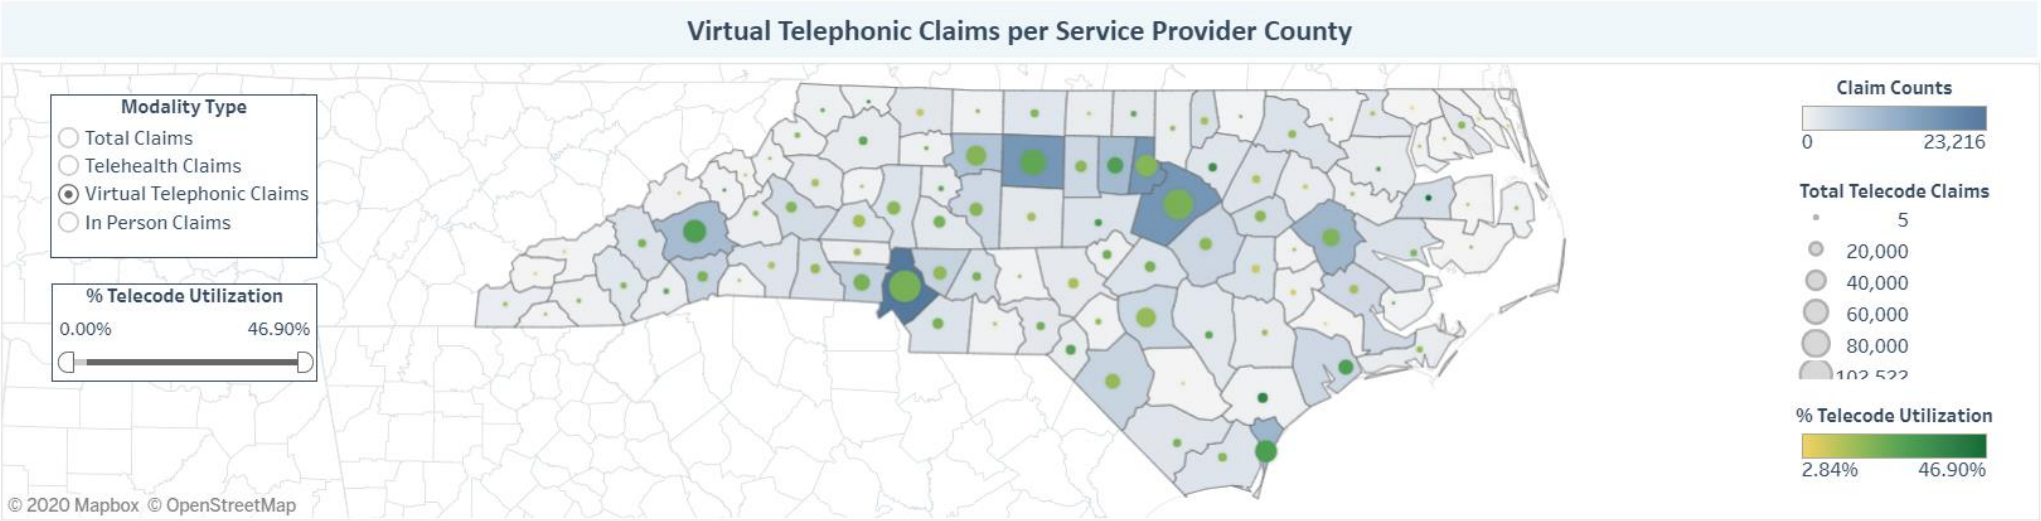 Virtual Telephonic Claims per Service Provider County
Modality Type
Total Claims
Telehealth Claims
Virtual Telephonic Claims
In Person Claims
% Telecode Utilization
0.00% 46.90%
© 2020 Mapbox © OpenStreetMap
Claim Counts
0 23,216
Total Telecode Claims
5
20,000
40,000
60,000
80,000
102,522
% Telecode Utilization
2.84% 46.90%